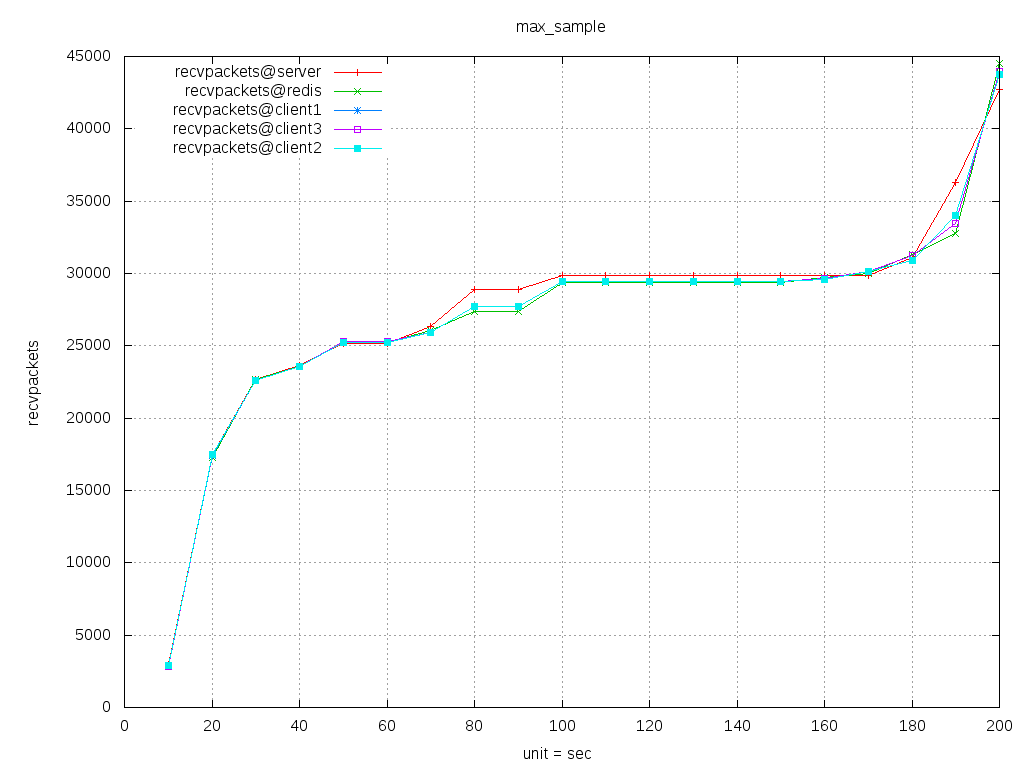 max_sample
45000
40000
35000
30000
25000
20000
15000
10000
5000
0
recvpackets
recvpackets@server
recvpackets@redis
recvpackets@client1
recvpackets@client3
recvpackets@client2
0 20 40 60 80 100 120 140 160 180 200
unit = sec